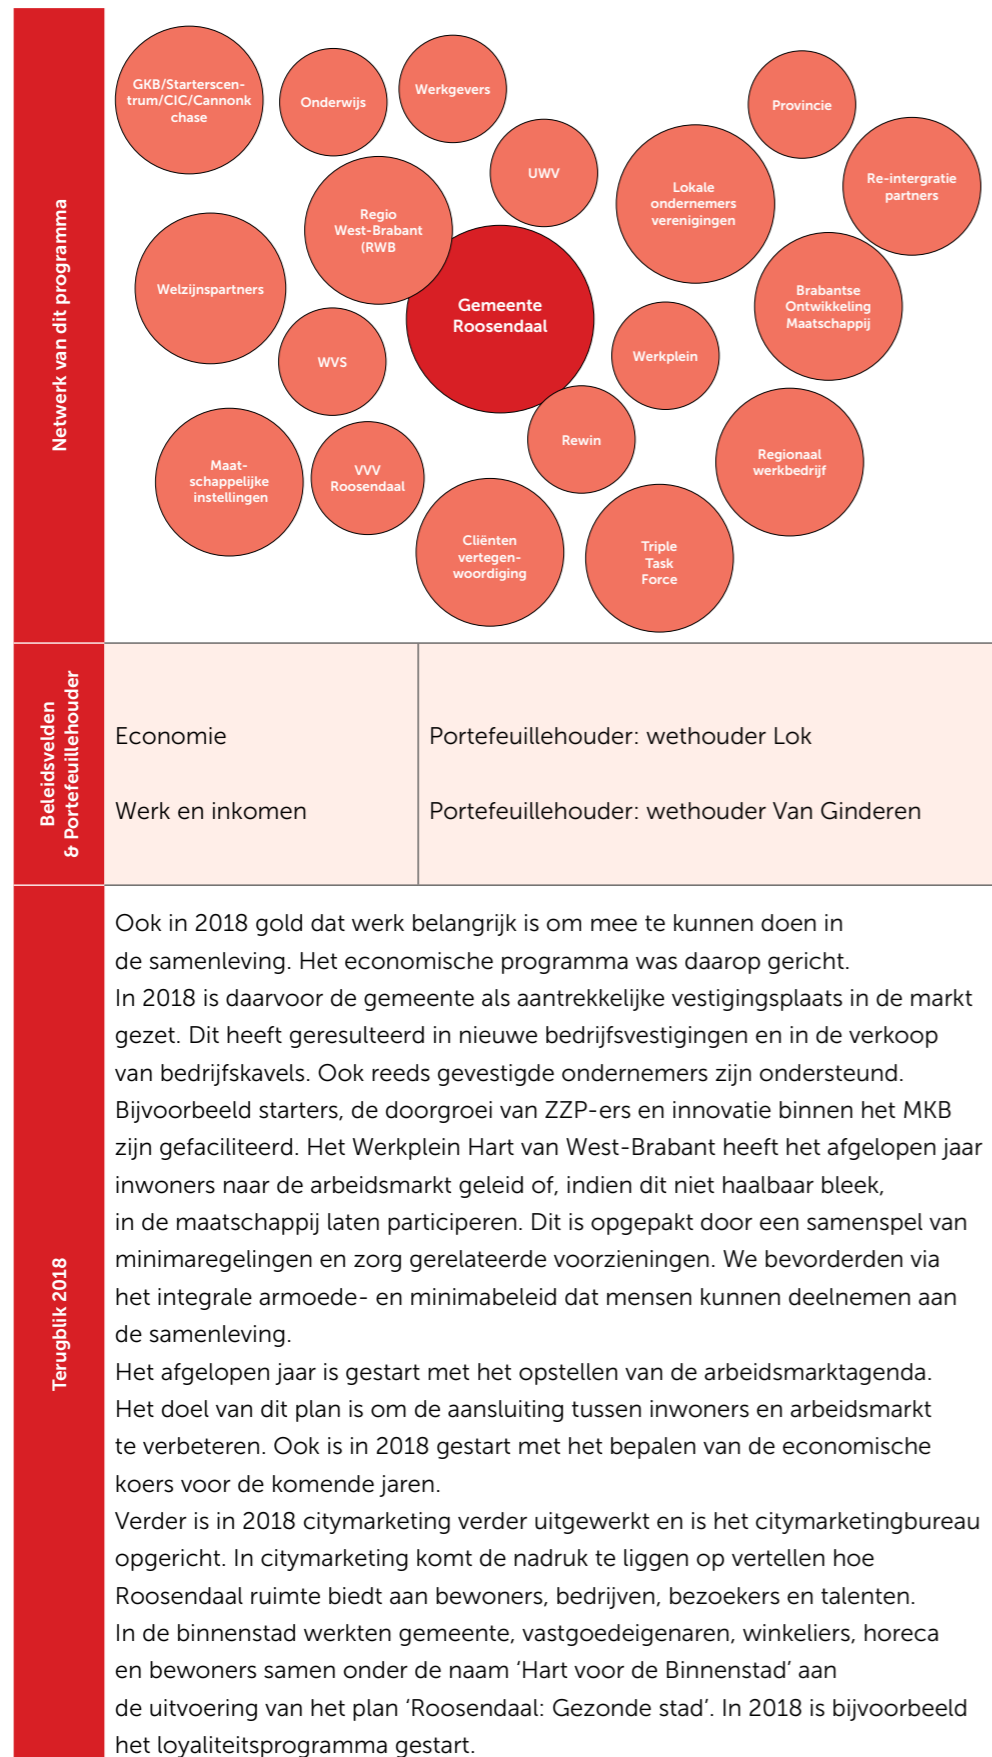 Netwerk van dit programma
GKB/Starterscen-
trum/CIC/Cannonk
chase
Onderwijs
Werkgevers
UWV
Provincie
Lokale
ondernemers
verenigingen
Re-intergratie
partners
Regio
West-Brabant
(RWB
Welzijnspartners
Gemeente
Roosendaal
Brabantse
Ontwikkeling
Maatschappij
WVS
Werkplein
Rewin
Regionaal
werkbedrijf
Maat-
schappelijke
instellingen
VVV
Roosendaal
Cliënten
vertegen-
woordiging
Triple
Task
Force
Beleidsvelden
& Portefeuillehouder
Economie
Portefeuillehouder: wethouder Lok
Werk en inkomen
Portefeuillehouder: wethouder Van Ginderen
Terugblik 2018
Ook in 2018 gold dat werk belangrijk is om mee te kunnen doen in
de samenleving. Het economische programma was daarop gericht.
In 2018 is daarvoor de gemeente als aantrekkelijke vestigingsplaats in de markt
gezet. Dit heeft geresulteerd in nieuwe bedrijfsvestigingen en in de verkoop
van bedrijfskavels. Ook reeds gevestigde ondernemers zijn ondersteund.
Bijvoorbeeld starters, de doorgroei van ZZP-ers en innovatie binnen het MKB
zijn gefaciliteerd. Het Werkplein Hart van West-Brabant heeft het afgelopen jaar
inwoners naar de arbeidsmarkt geleid of, indien dit niet haalbaar bleek,
in de maatschappij laten participeren. Dit is opgepakt door een samenspel van
minimaregelingen en zorg gerelateerde voorzieningen. We bevorderden via
het integrale armoede- en minimabeleid dat mensen kunnen deelnemen aan
de samenleving.
Het afgelopen jaar is gestart met het opstellen van de arbeidsmarktagenda.
Het doel van dit plan is om de aansluiting tussen inwoners en arbeidsmarkt
te verbeteren. Ook is in 2018 gestart met het bepalen van de economische
koers voor de komende jaren.
Verder is in 2018 citymarketing verder uitgewerkt en is het citymarketingbureau
opgericht. In citymarketing komt de nadruk te liggen op vertellen hoe
Roosendaal ruimte biedt aan bewoners, bedrijven, bezoekers en talenten.
In de binnenstad werkten gemeente, vastgoedeigenaren, winkeliers, horeca
en bewoners samen onder de naam ‘Hart voor de Binnenstad’ aan
de uitvoering van het plan ‘Roosendaal: Gezonde stad’. In 2018 is bijvoorbeeld
het loyaliteitsprogramma gestart.